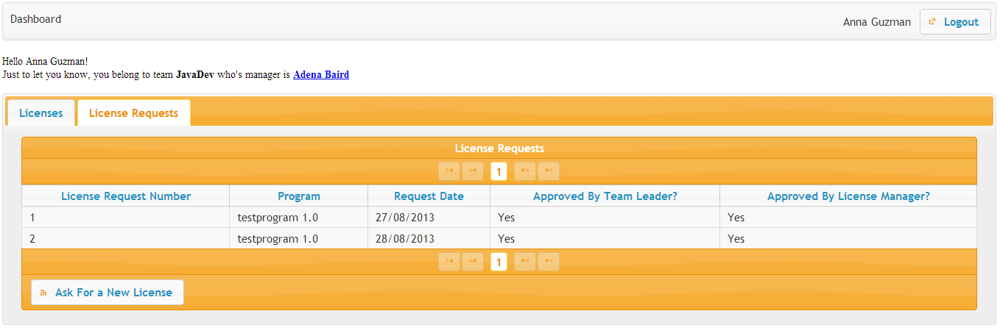 Dashboard
Anna Guzman Logout
Hello Anna Guzman!
Just to let you know, you belong to team JavaDev who's manager is Adena Baird
Licenses License Requests
License Requests
1
License Request Number Program Request Date Approved By Team Leader? Approved By License Manager?
1 testprogram 1.0 27/08/2013 Yes Yes
2 testprogram 1.0 28/08/2013 Yes Yes
1
Ask For a New License